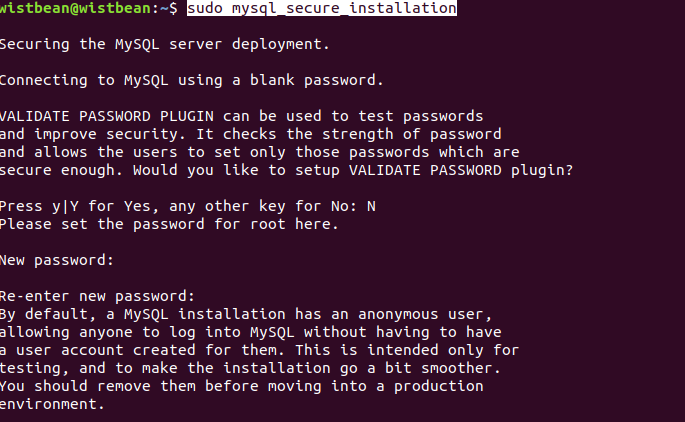 wistbean@wistbean:~$ sudo mysql_secure_installation
Securing the MySQL server deployment.
Connecting to MySQL using a blank password.
VALIDATE PASSWORD PLUGIN can be used to test passwords
and improve security. It checks the strength of password
and allows the users to set only those passwords which are
secure enough. Would you like to setup VALIDATE PASSWORD plugin?
Press y|Y for Yes, any other key for No: N
Please set the password for root here.
New password:
Re-enter new password:
By default, a MySQL installation has an anonymous user,
allowing anyone to log into MySQL without having to have
a user account created for them. This is intended only for
testing, and to make the installation go a bit smoother.
You should remove them before moving into a production
environment.